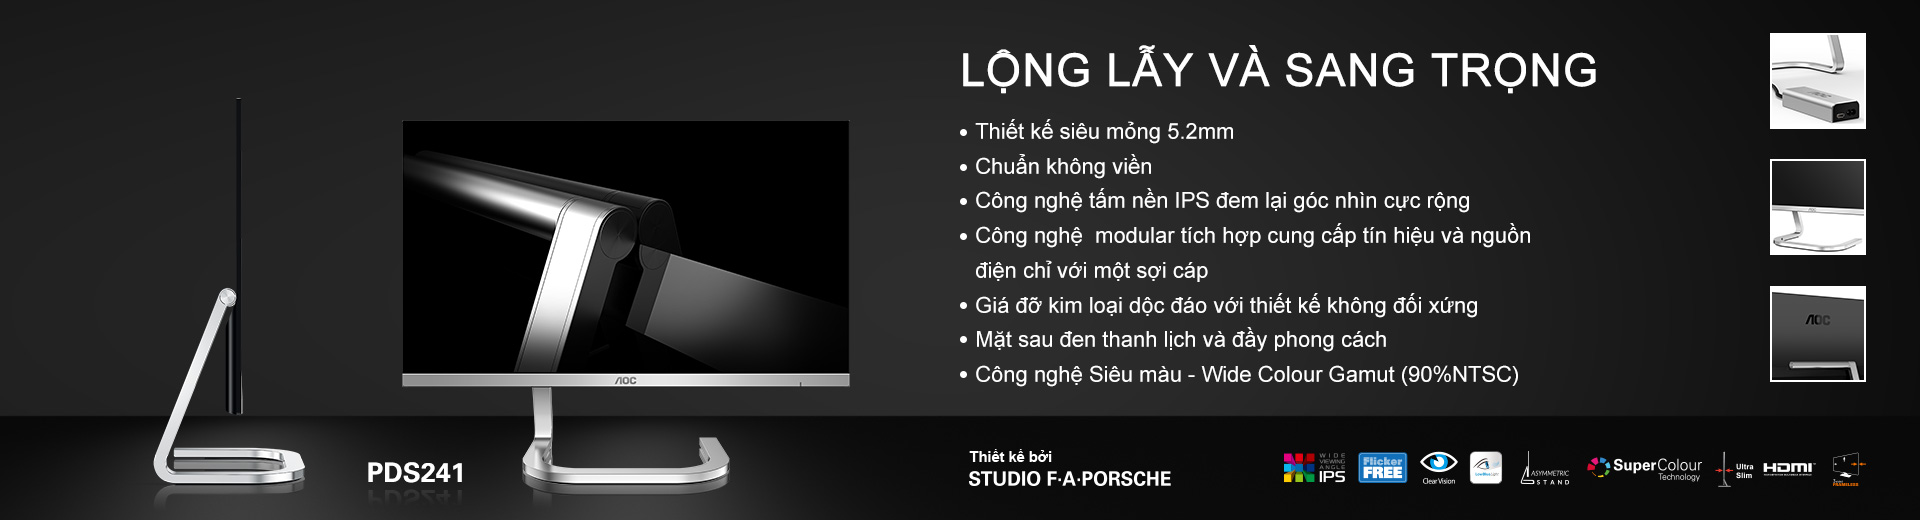 LỘNG LẪY VÀ SANG TRỌNG
• Thiết kế siêu mỏng 5.2mm
• Chuẩn không viền
• Công nghệ tấm nền IPS đem lại góc nhìn cực rộng
• Công nghệ modular tích hợp cung cấp tín hiệu và nguồn
điện chỉ với một sợi cáp
• Giá đỡ kim loại dộc đáo với thiết kế không đối xứng
• Mặt sau đen thanh lịch và đầy phong cách
• Công nghệ Siêu màu - Wide Colour Gamut (90%NTSC)
AOC
PDS241
Thiết kế bởi
STUDIO F·A·PORSCHE
WIDE
VIEWING
ANGLE
IPS
Flicker
FREE
Clear Vision
ASYMMETRIC
STAND
SuperColour
Technology
Ultra
Slim
HDMI
FRAMELESS
AOC
AOC
AOC